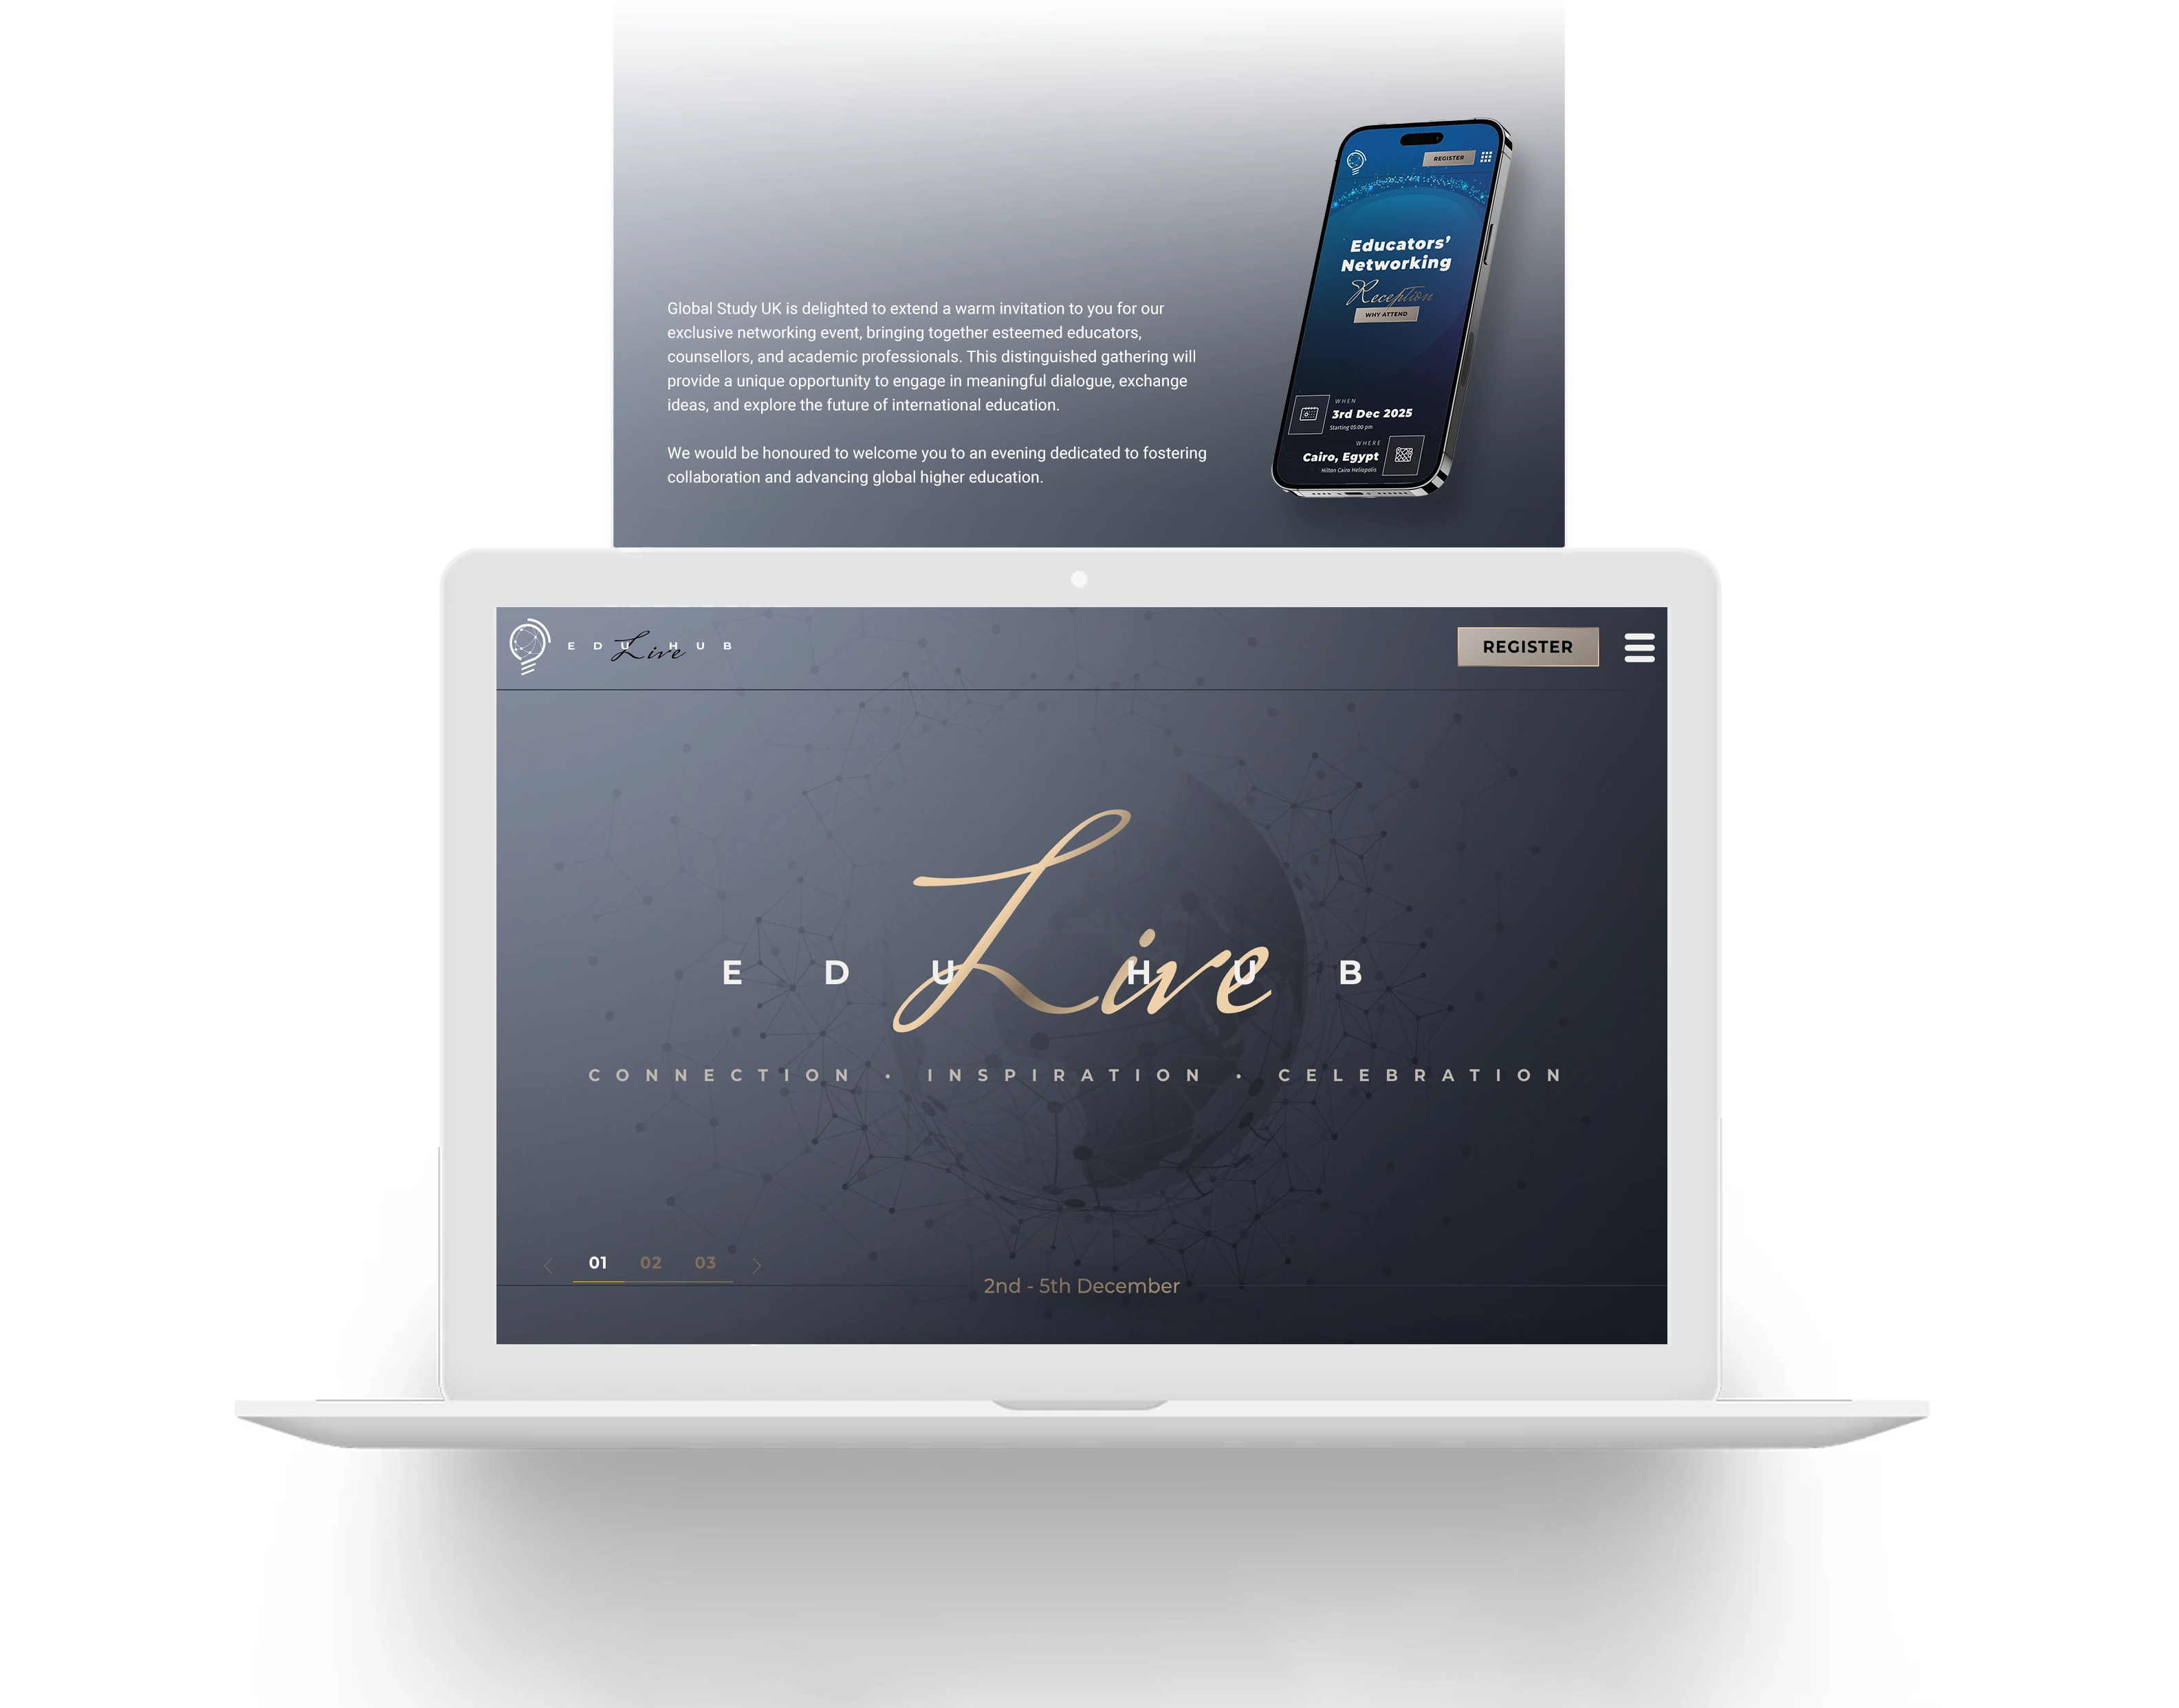 REGISTER
Educators’
Networking
Reception
WHY ATTEND
Global Study UK is delighted to extend a warm invitation to you for our
exclusive networking event, bringing together esteemed educators,
counsellors, and academic professionals. This distinguished gathering will
provide a unique opportunity to engage in meaningful dialogue, exchange
ideas, and explore the future of international education.
We would be honoured to welcome you to an evening dedicated to fostering
collaboration and advancing global higher education.
WHEN
3rd Dec 2025
Starting 05:00 pm
WHERE
Cairo, Egypt
Hilton Cairo Heliopolis
EDU Live HUB
REGISTER
EDU Live HUB
CONNECTION • INSPIRATION • CELEBRATION
01 02 03
2nd - 5th December